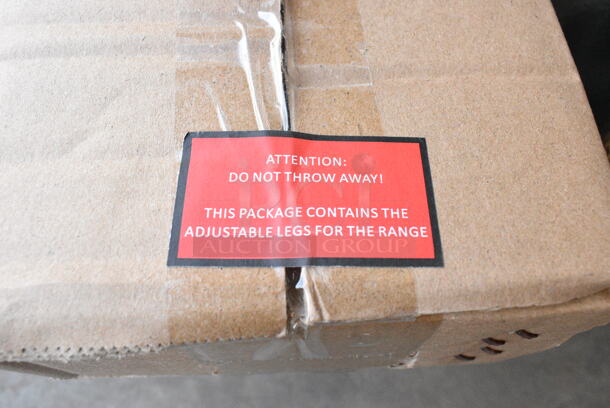 ATTENTION:
DO NOT THROW AWAY!
THIS PACKAGE CONTAINS THE
ADJUSTABLE LEGS FOR THE RANGE
AUCTION GROUP